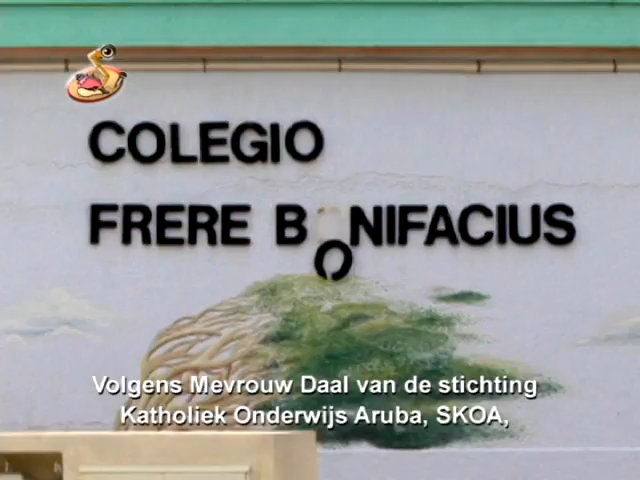 COLEGIO
FRERE BONIFACIUS
Volgens Mevrouw Daal van de stichting
Katholiek Onderwijs Aruba, SKOA,